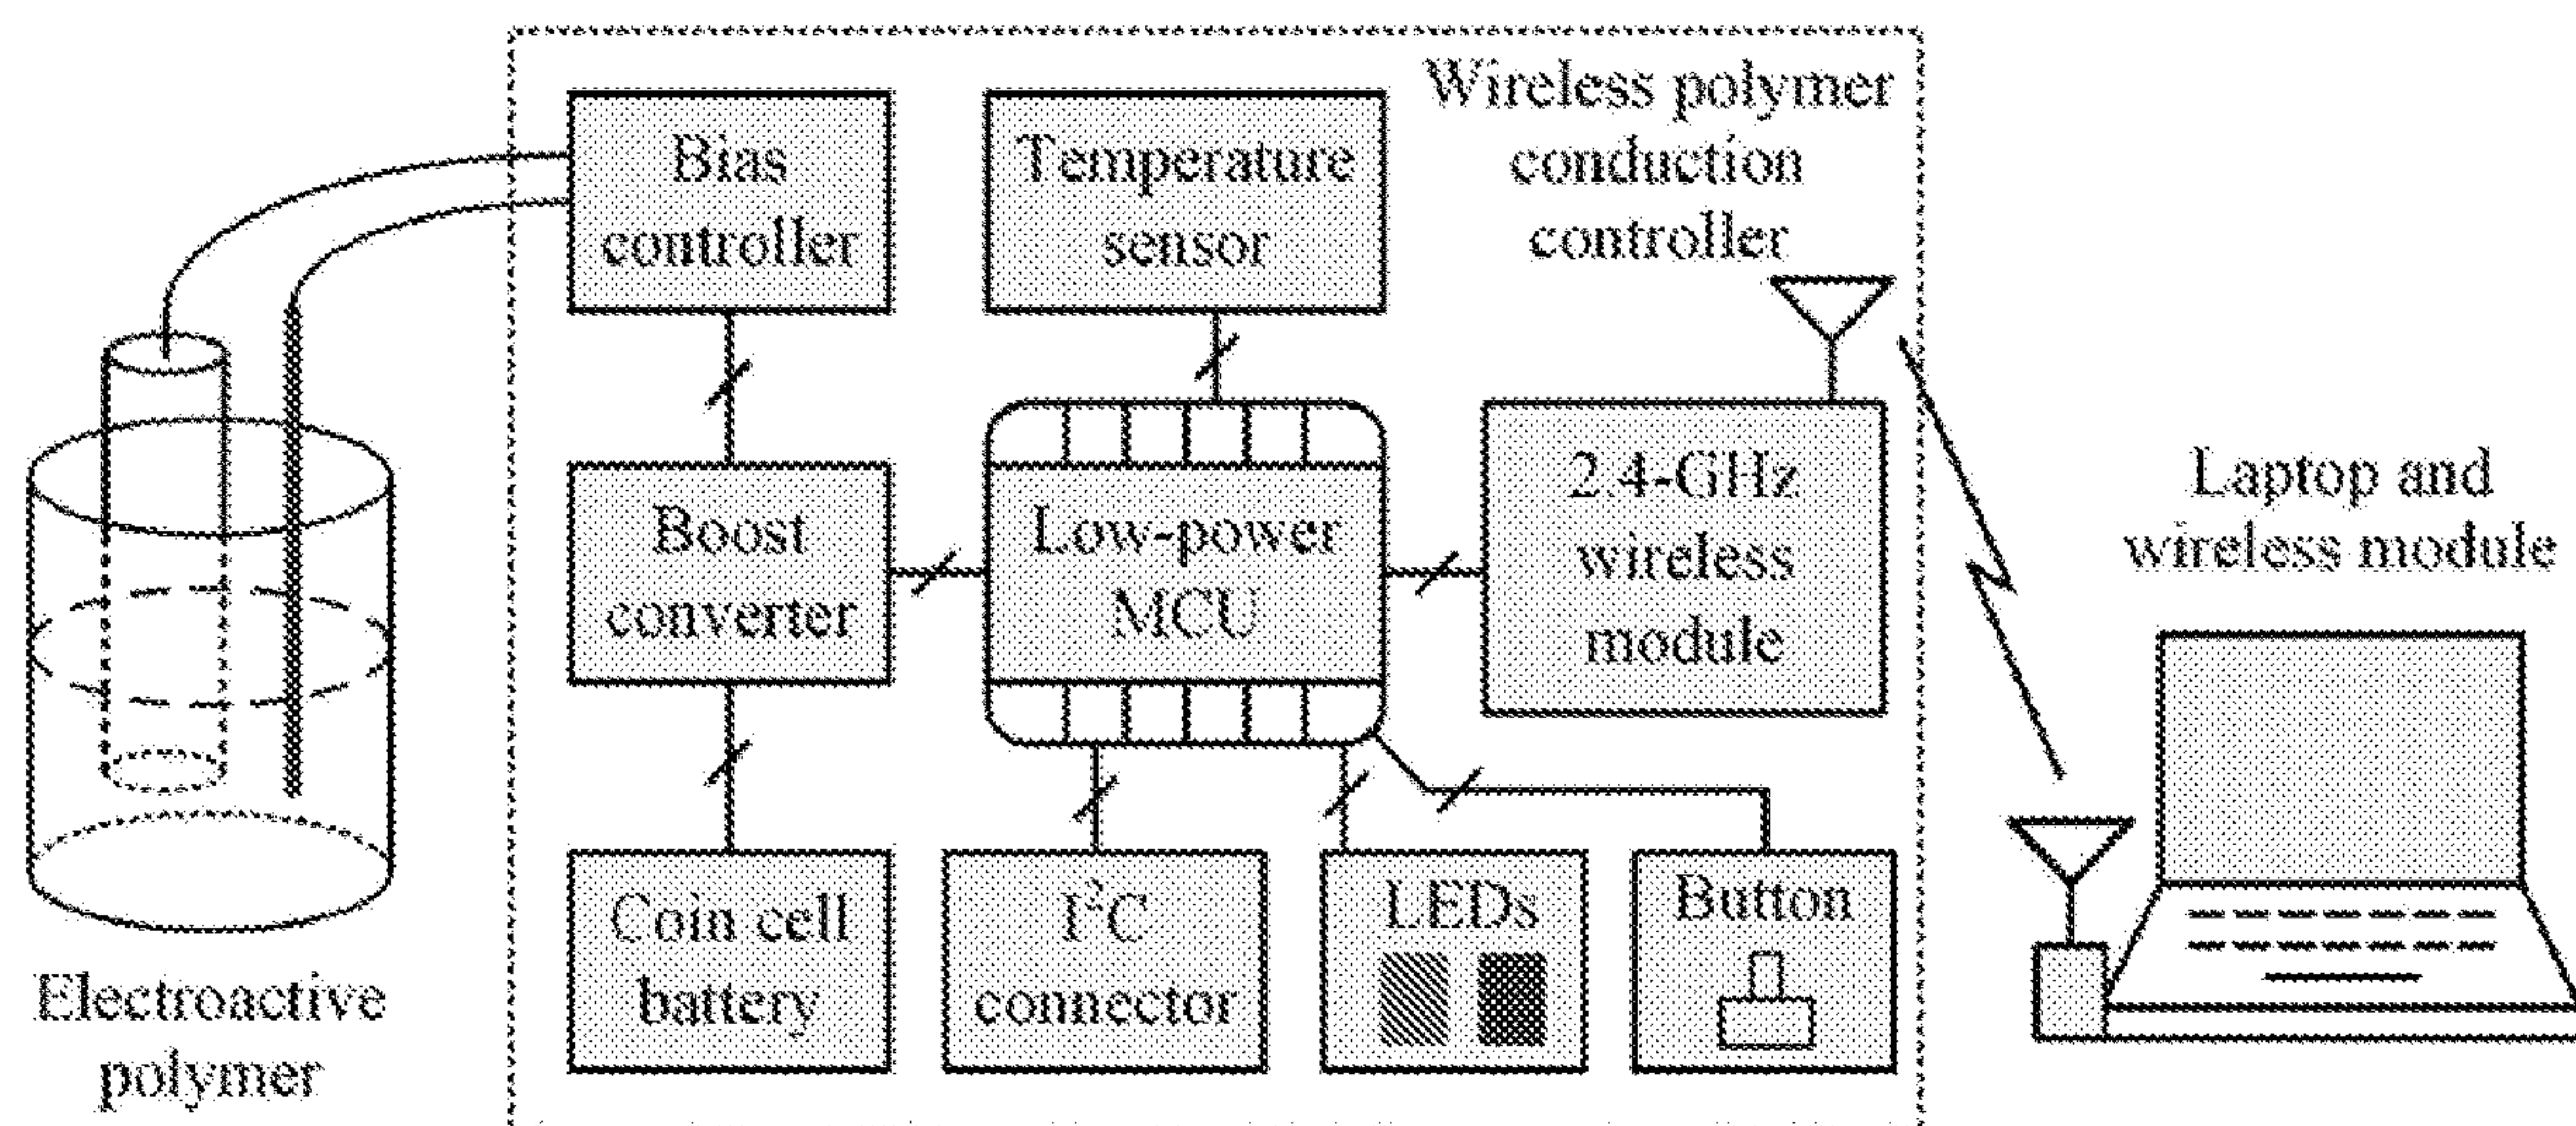 Wireless polymer
conduction
controller
Bias
controller
Temperature
sensor
Boost
converter
Low-power
MCU
2.4-GHz
wireless
module
Laptop and
wireless module
Coin cell
battery
I²C
connector
LEDs
Button
Electroactive
polymer